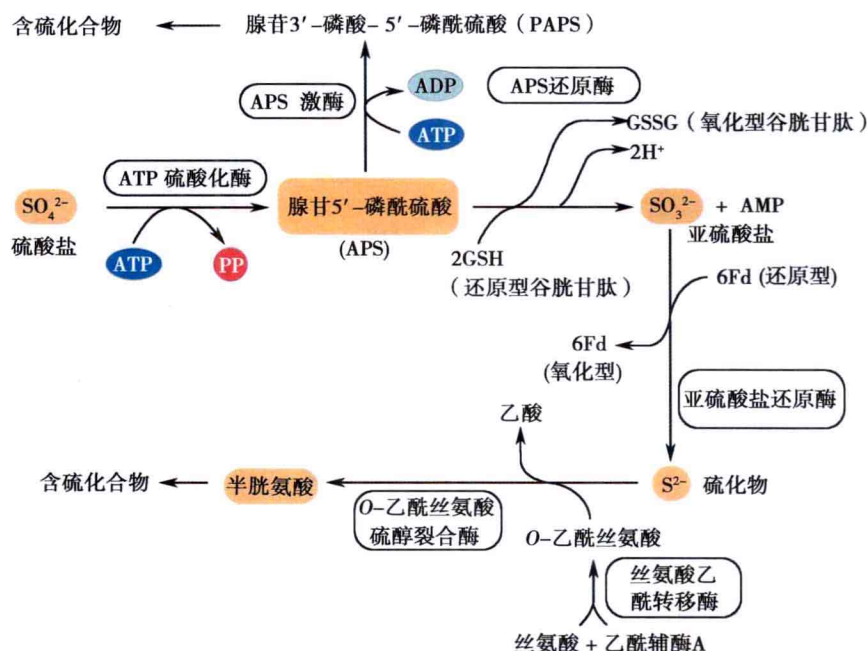 含硫化合物
腺苷3′-磷酸-5′-磷酰硫酸(PAPS)
APS 激酶
ADP
ATP
APS还原酶
GSSG(氧化型谷胱甘肽)
2H⁺
ATP 硫酸化酶
SO₄²⁻
硫酸盐
ATP
PP
腺苷5′-磷酰硫酸
(APS)
2GSH
(还原型谷胱甘肽)
SO₃²⁻ + AMP
亚硫酸盐
6Fd (还原型)
6Fd
(氧化型)
亚硫酸盐还原酶
乙酸
含硫化合物
半胱氨酸
S²⁻ 硫化物
O-乙酰丝氨酸
硫醇裂合酶
O-乙酰丝氨酸
丝氨酸乙
酰转移酶
丝氨酸 + 乙酰辅酶A